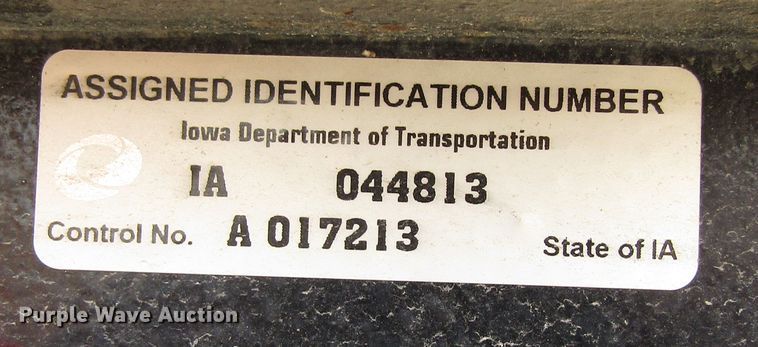 ASSIGNED IDENTIFICATION NUMBER
Iowa Department of Transportation
IA 044813
Control No. A 017213 State of IA
Purple Wave Auction®